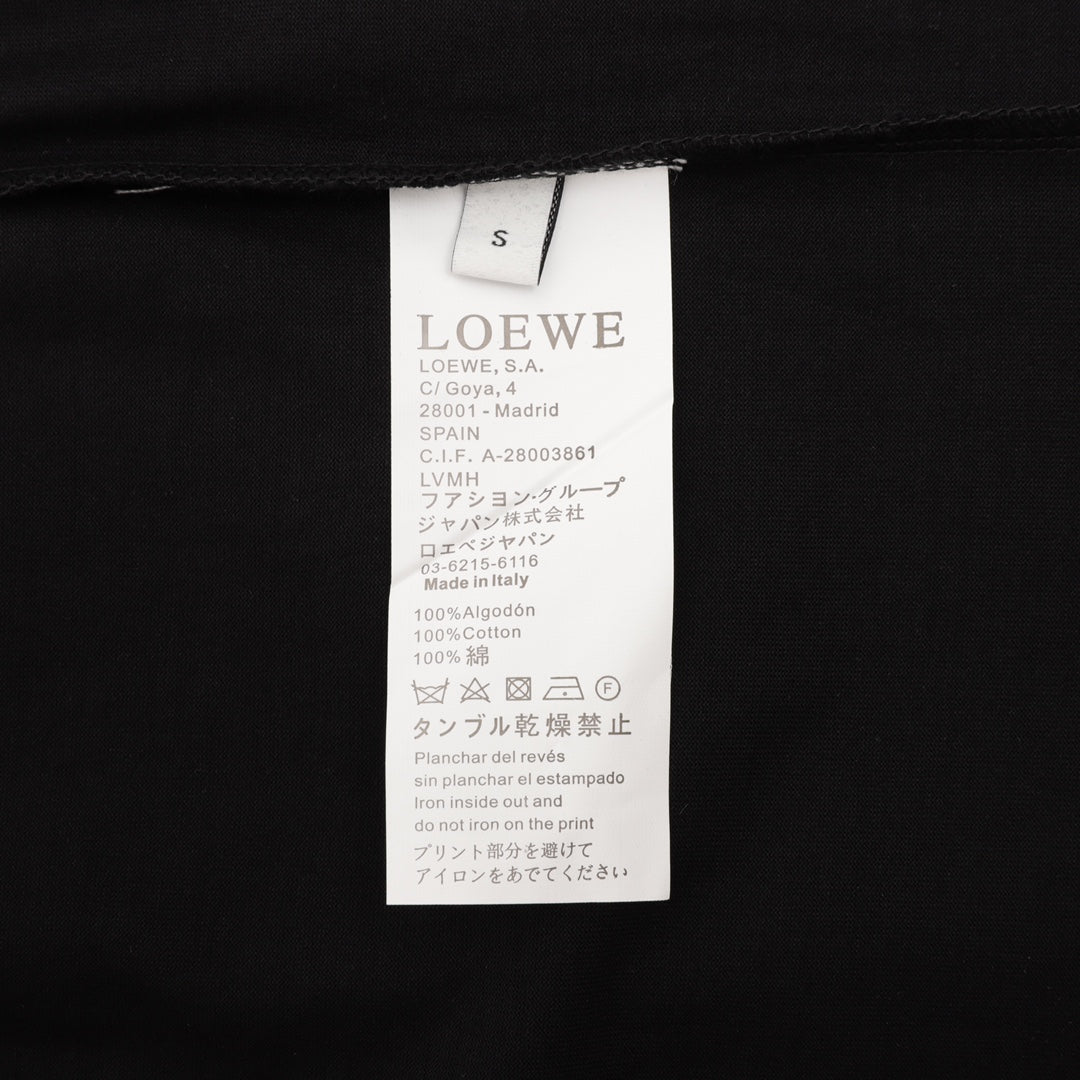 S
LOEWE
LOEWE, S.A.
C/ Goya, 4
28001 - Madrid
SPAIN
C.I.F. A-28003861
LVMH
フアシヨン·グループ
ジャパン株式会社
ロエペジャパン
03-6215-6116
Made in Italy
100%Algodón
100%Cotton
100% 綿
F
タンブル乾燥禁止
Planchar del revés
sin planchar el estampado
Iron inside out and
do not iron on the print
プリント部分を避けて
アイロンをあでてください